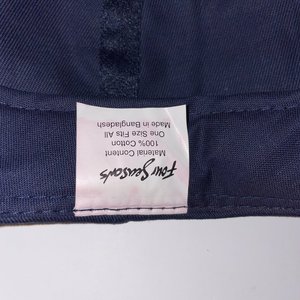 Four Seasons
Material Content
100% Cotton
One Size Fits All
Made in Bangladesh